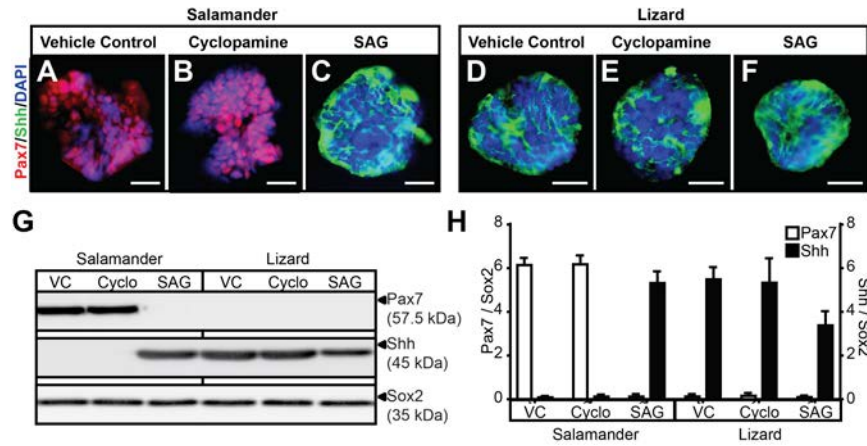 Salamander
Lizard
Vehicle Control Cyclopamine SAG
Vehicle Control Cyclopamine SAG
Pax7/Shh/DAPI
A B C D E F
G
Salamander Lizard
VC Cyclo SAG VC Cyclo SAG
Pax7
(57.5 kDa)
Shh
(45 kDa)
Sox2
(35 kDa)
H
8
6
4
2
0
Pax7 / Sox2
Pax7
Shh
8
6
4
2
0
Shh / Sox2
VC Cyclo SAG VC Cyclo SAG
Salamander Lizard